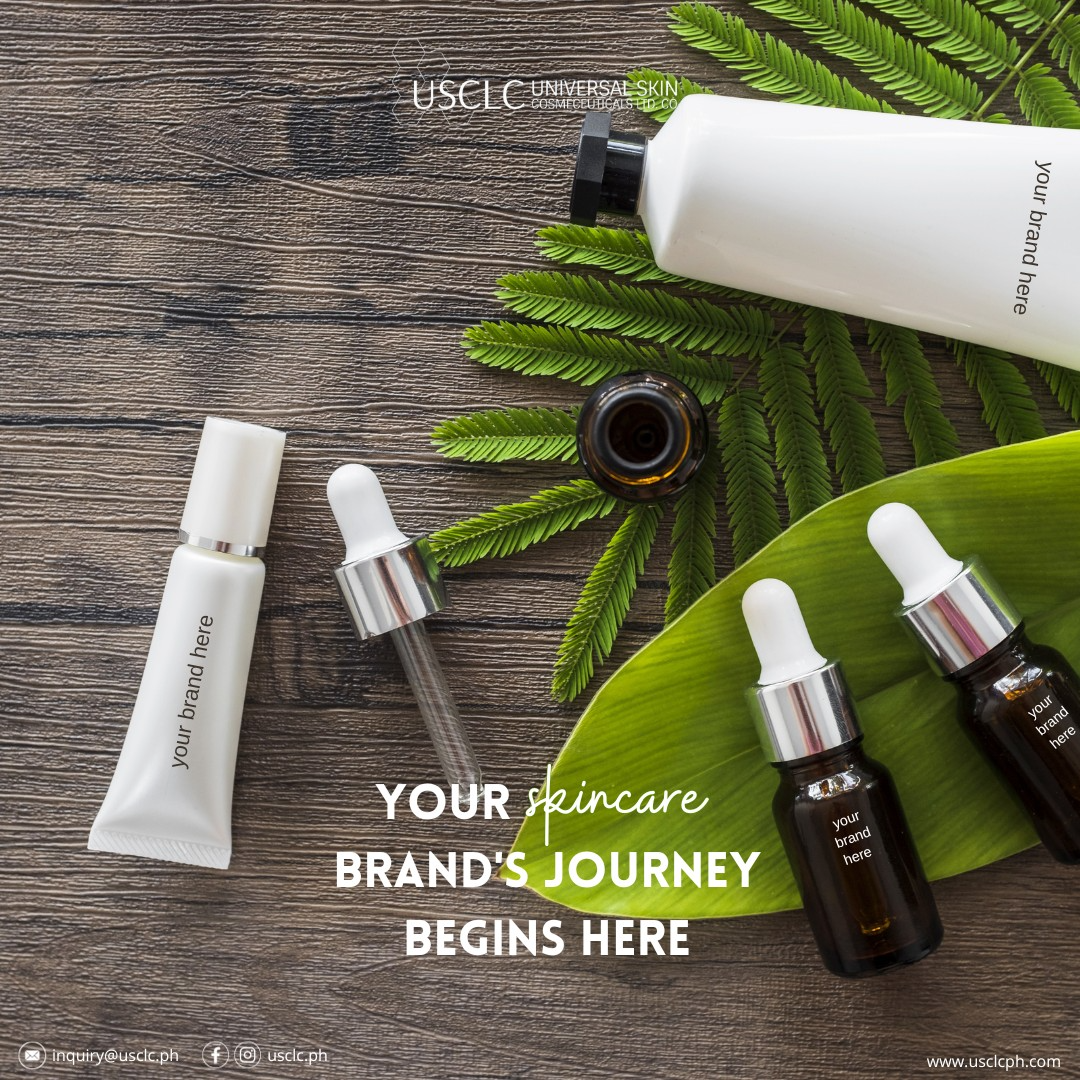 USCLC UNIVERSAL SKIN
COSMECEUTICALS LTD. CO.
your brand here
your brand here
your
brand
here
your
brand
here
YOUR skincare
BRAND'S JOURNEY
BEGINS HERE
inquiry@usclc.ph usclc.ph
www.usclcph.com